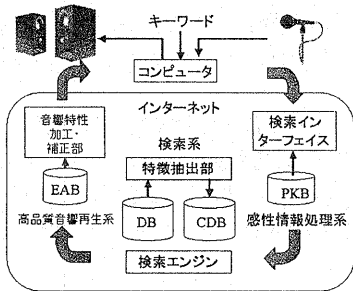 キーワード
コンピュータ
インターネット
音響特性
加工・
補正部
検索系
特徴抽出部
検索イン
ターフェイス
EAB
DB
CDB
PKB
高品質音響再生系
感性情報処理系
検索エンジン